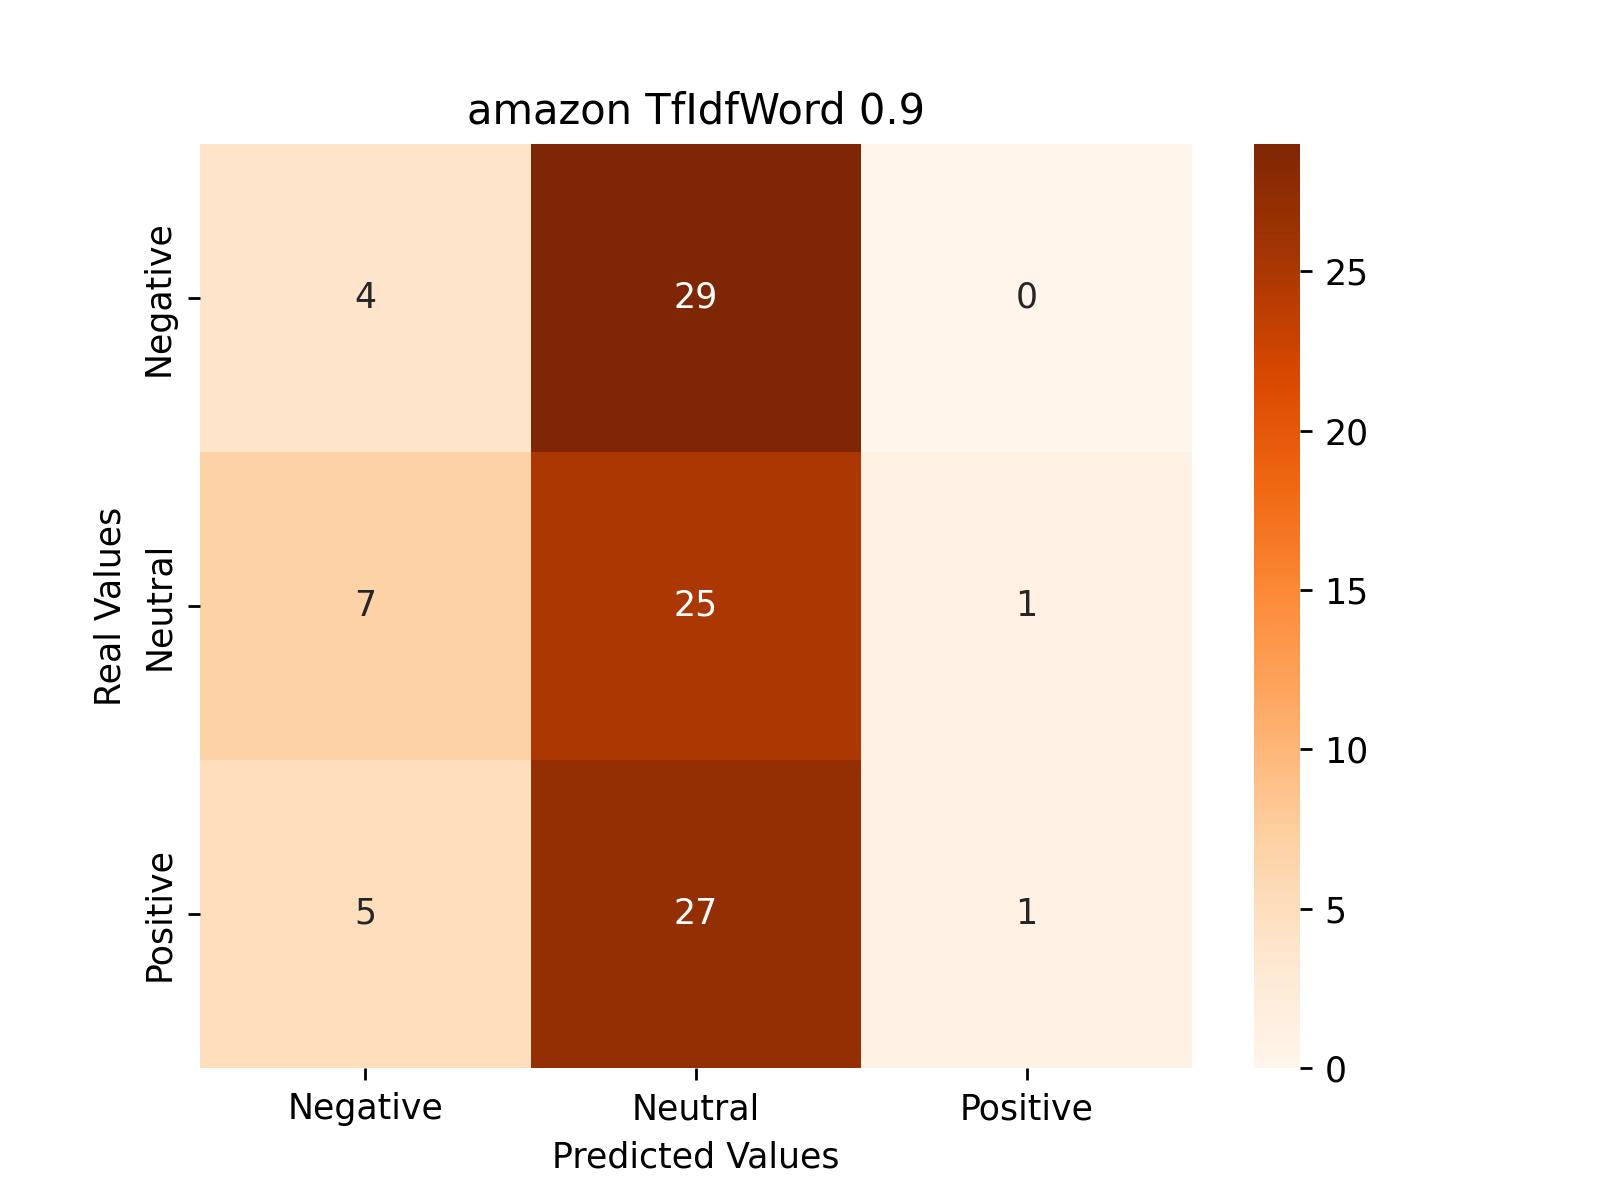 amazon TfIdfWord 0.9
Real Values
Negative
4 29 0
Neutral
7 25 1
Positive
5 27 1
Negative Neutral Positive
Predicted Values
25
20
15
10
5
0